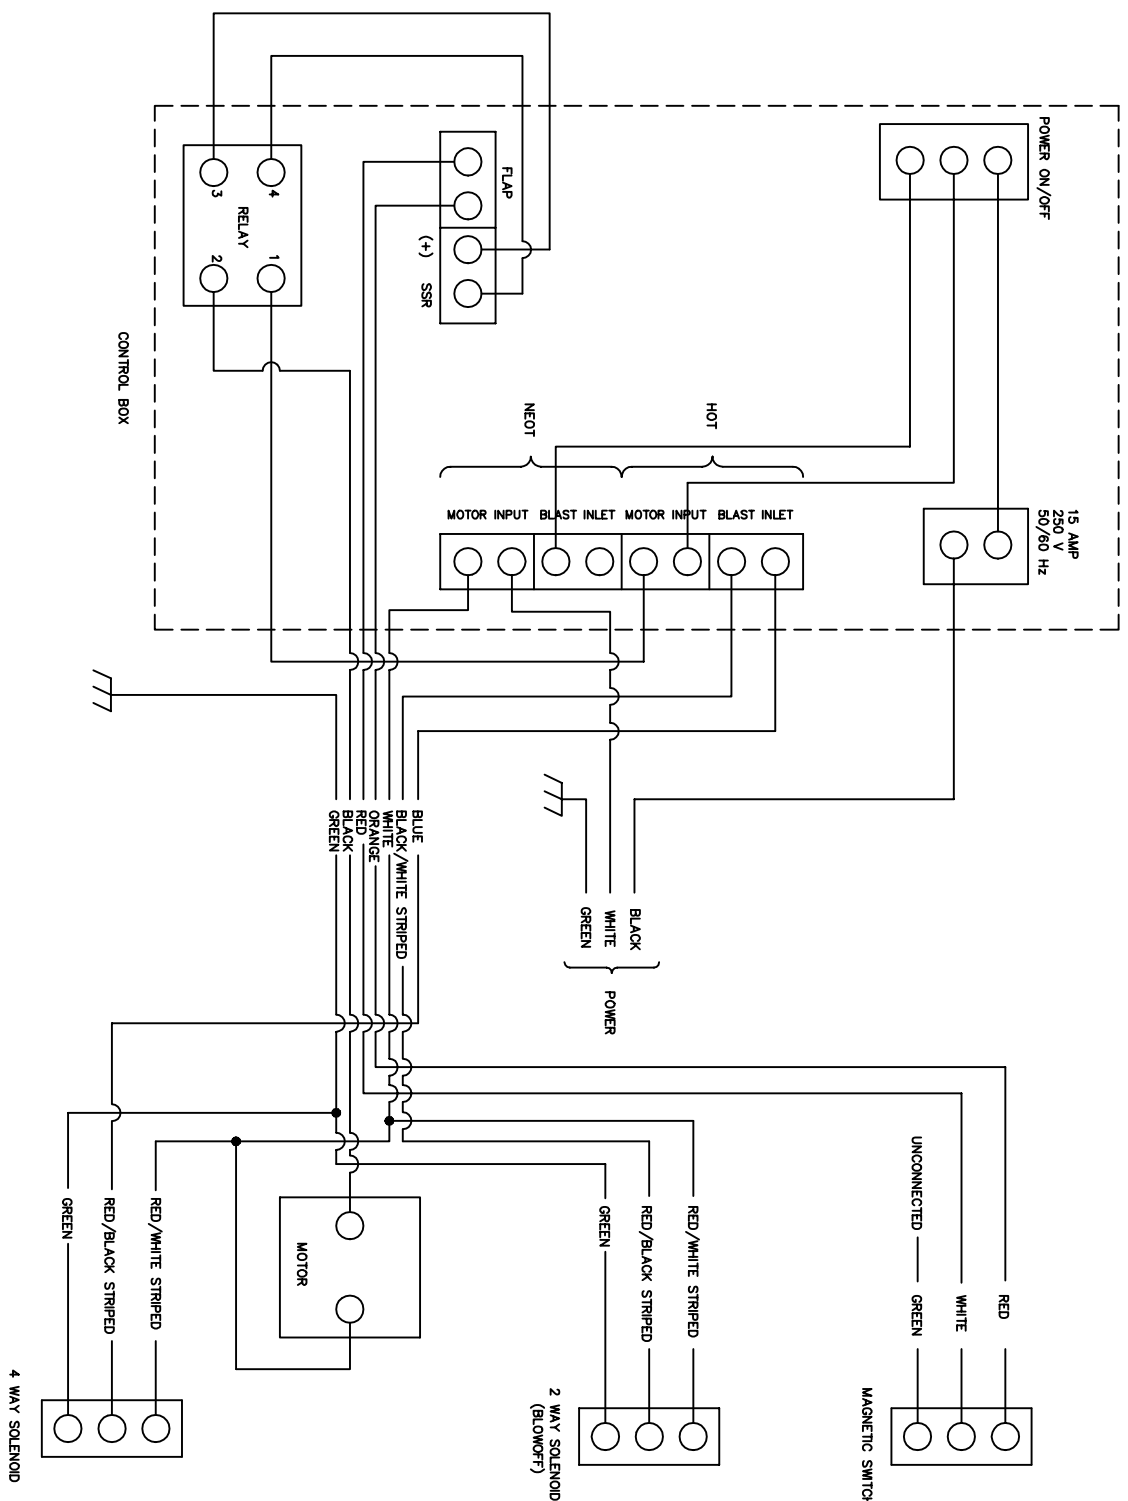 POWER ON/OFF
15 AMP
250 V
50/60 Hz
HOT
NEOT
MOTOR INPUT BLAST INLET MOTOR INPUT BLAST INLET
FLAP
(+) SSR
4
3
RELAY
1
2
CONTROL BOX
BLACK
WHITE
GREEN
POWER
BLUE
BLACK/WHITE STRIPED
WHITE
ORANGE
RED
BLACK
GREEN
UNCONNECTED
RED
WHITE
GREEN
MAGNETIC SWITCH
RED/WHITE STRIPED
RED/BLACK STRIPED
GREEN
2 WAY SOLENOID
(BLOWOFF)
MOTOR
RED/WHITE STRIPED
RED/BLACK STRIPED
GREEN
4 WAY SOLENOID